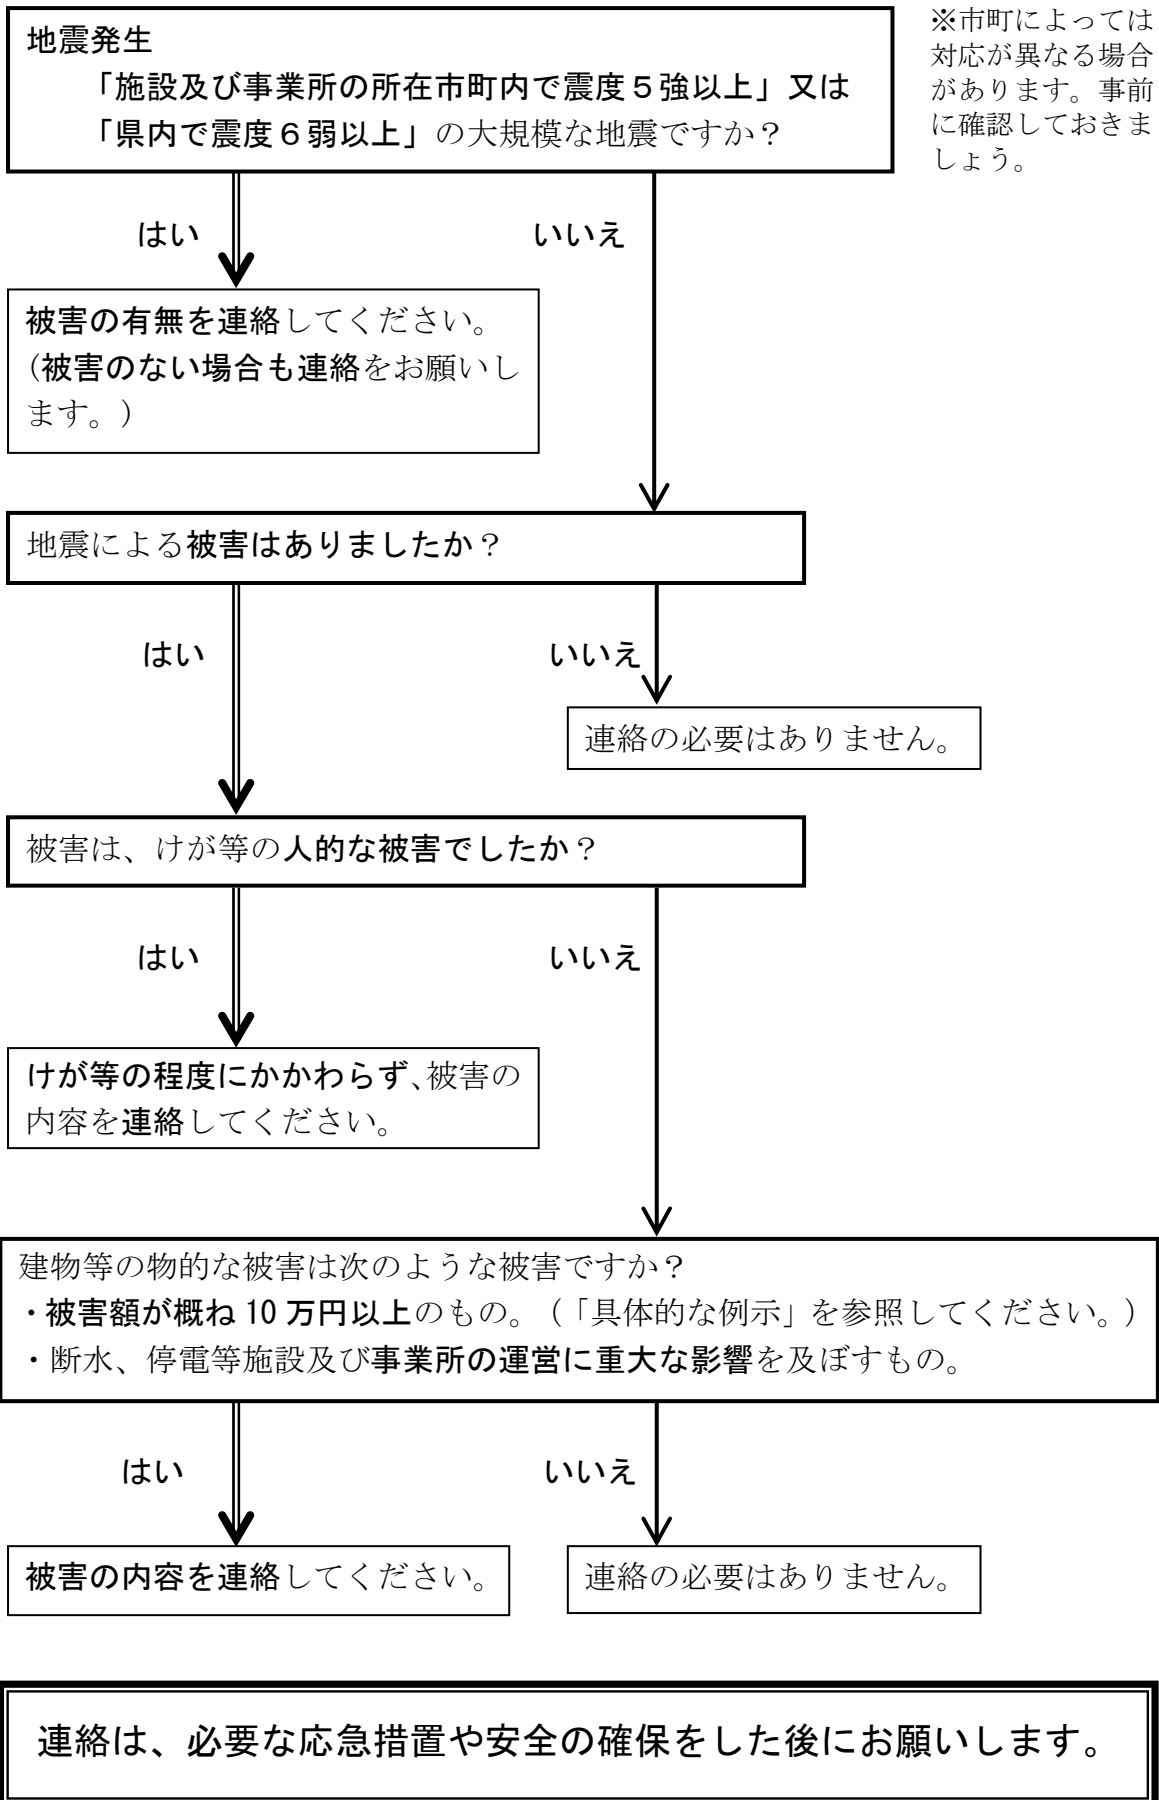 地震発生
「施設及び事業所の所在市町内で震度５強以上」又は
「県内で震度６弱以上」の大規模な地震ですか？
※市町によっては
対応が異なる場合
があります。事前
に確認しておきま
しょう。
はい
いいえ
被害の有無を連絡してください。
（被害のない場合も連絡をお願いし
ます。）
地震による被害はありましたか？
はい
いいえ
連絡の必要はありません。
被害は、けが等の人的な被害でしたか？
はい
いいえ
けが等の程度にかかわらず、被害の
内容を連絡してください。
建物等の物的な被害は次のような被害ですか？
・被害額が概ね 10 万円以上のもの。（「具体的な例示」を参照してください。）
・断水、停電等施設及び事業所の運営に重大な影響を及ぼすもの。
はい
いいえ
被害の内容を連絡してください。
連絡の必要はありません。
連絡は、必要な応急措置や安全の確保をした後にお願いします。